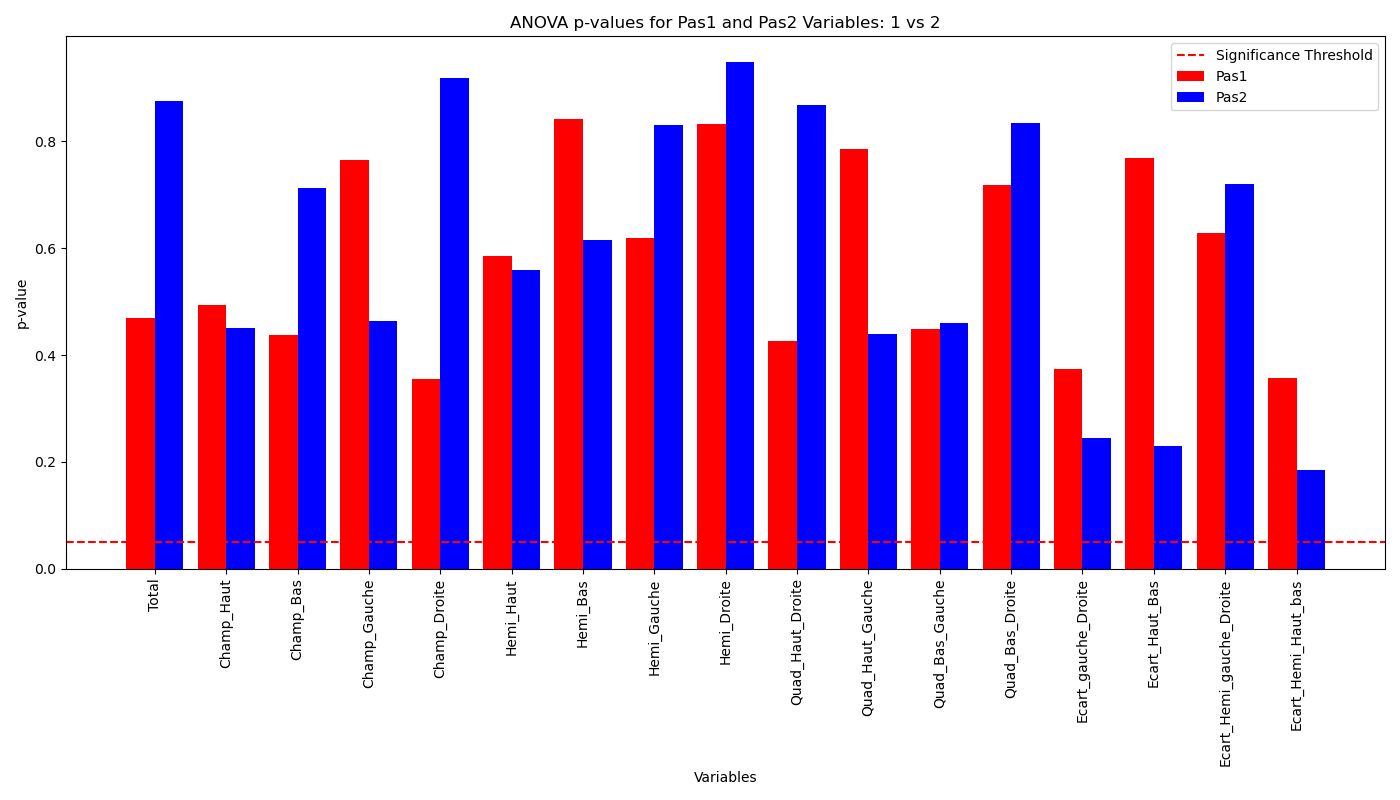 ANOVA p-values for Pas1 and Pas2 Variables: 1 vs 2
Significance Threshold
Pas1
Pas2
p-value
0.8
0.6
0.4
0.2
0.0
Total
Champ_Haut
Champ_Bas
Champ_Gauche
Champ_Droite
Hemi_Haut
Hemi_Bas
Hemi_Gauche
Hemi_Droite
Quad_Haut_Droite
Quad_Haut_Gauche
Quad_Bas_Gauche
Quad_Bas_Droite
Ecart_gauche_Droite
Ecart_Haut_Bas
Ecart_Hemi_gauche_Droite
Ecart_Hemi_Haut_bas
Variables